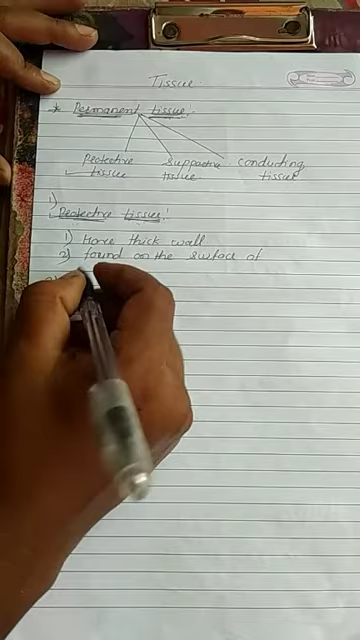 Tissue
* Permanent tissue:
Protective supportive conducting
tissue tissue tissue
1)
Protective tissue!
1) Have thick wall
2) found on the surface of